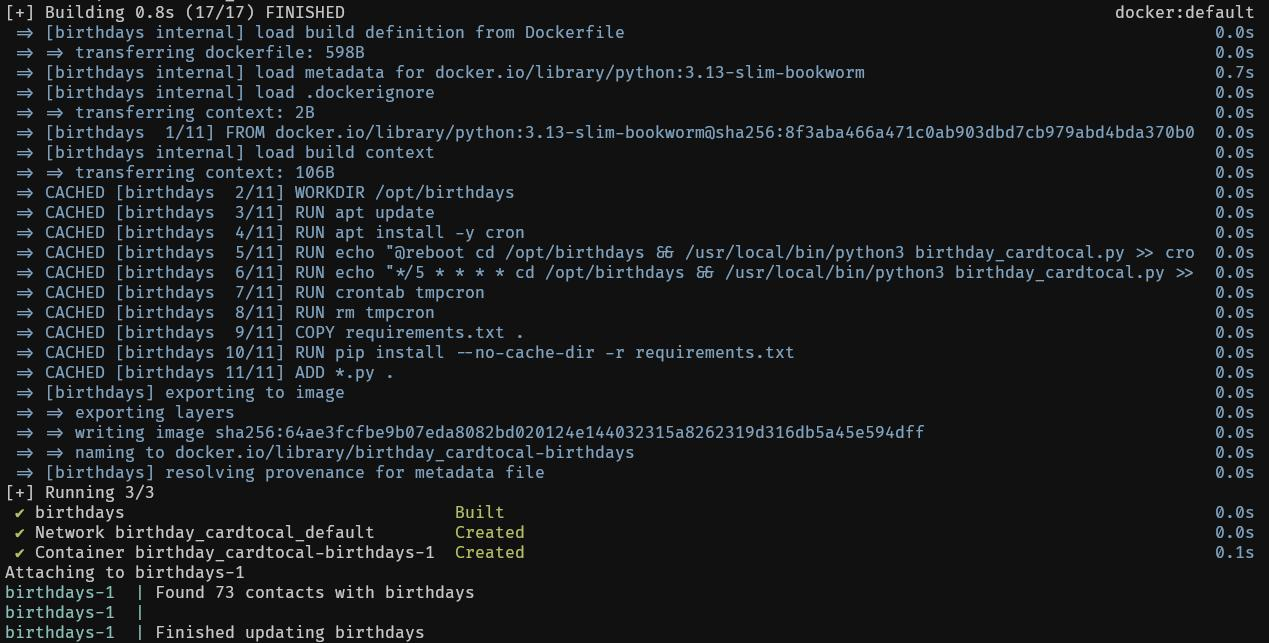 [+] Building 0.8s (17/17) FINISHED docker:default
=> [birthdays internal] load build definition from Dockerfile 0.0s
=> => transferring dockerfile: 598B 0.0s
=> [birthdays internal] load metadata for docker.io/library/python:3.13-slim-bookworm 0.7s
=> [birthdays internal] load .dockerignore 0.0s
=> => transferring context: 2B 0.0s
=> [birthdays  1/11] FROM docker.io/library/python:3.13-slim-bookworm@sha256:8f3aba466a471c0ab903dbd7cb979abd4bda370b0 0.0s
=> [birthdays internal] load build context 0.0s
=> => transferring context: 106B 0.0s
=> CACHED [birthdays  2/11] WORKDIR /opt/birthdays 0.0s
=> CACHED [birthdays  3/11] RUN apt update 0.0s
=> CACHED [birthdays  4/11] RUN apt install -y cron 0.0s
=> CACHED [birthdays  5/11] RUN echo "@reboot cd /opt/birthdays && /usr/local/bin/python3 birthday_cardtocal.py >> cro 0.0s
=> CACHED [birthdays  6/11] RUN echo "*/5 * * * * cd /opt/birthdays && /usr/local/bin/python3 birthday_cardtocal.py >> 0.0s
=> CACHED [birthdays  7/11] RUN crontab tmpcron 0.0s
=> CACHED [birthdays  8/11] RUN rm tmpcron 0.0s
=> CACHED [birthdays  9/11] COPY requirements.txt . 0.0s
=> CACHED [birthdays 10/11] RUN pip install --no-cache-dir -r requirements.txt 0.0s
=> CACHED [birthdays 11/11] ADD *.py . 0.0s
=> [birthdays] exporting to image 0.0s
=> => exporting layers 0.0s
=> => writing image sha256:64ae3fcfbe9b07eda8082bd020124e144032315a8262319d316db5a45e594dff 0.0s
=> => naming to docker.io/library/birthday_cardtocal-birthdays 0.0s
=> [birthdays] resolving provenance for metadata file 0.0s
[+] Running 3/3
✔ birthdays Built 0.0s
✔ Network birthday_cardtocal_default Created 0.0s
✔ Container birthday_cardtocal-birthdays-1 Created 0.1s
Attaching to birthdays-1
birthdays-1  | Found 73 contacts with birthdays
birthdays-1  |
birthdays-1  | Finished updating birthdays